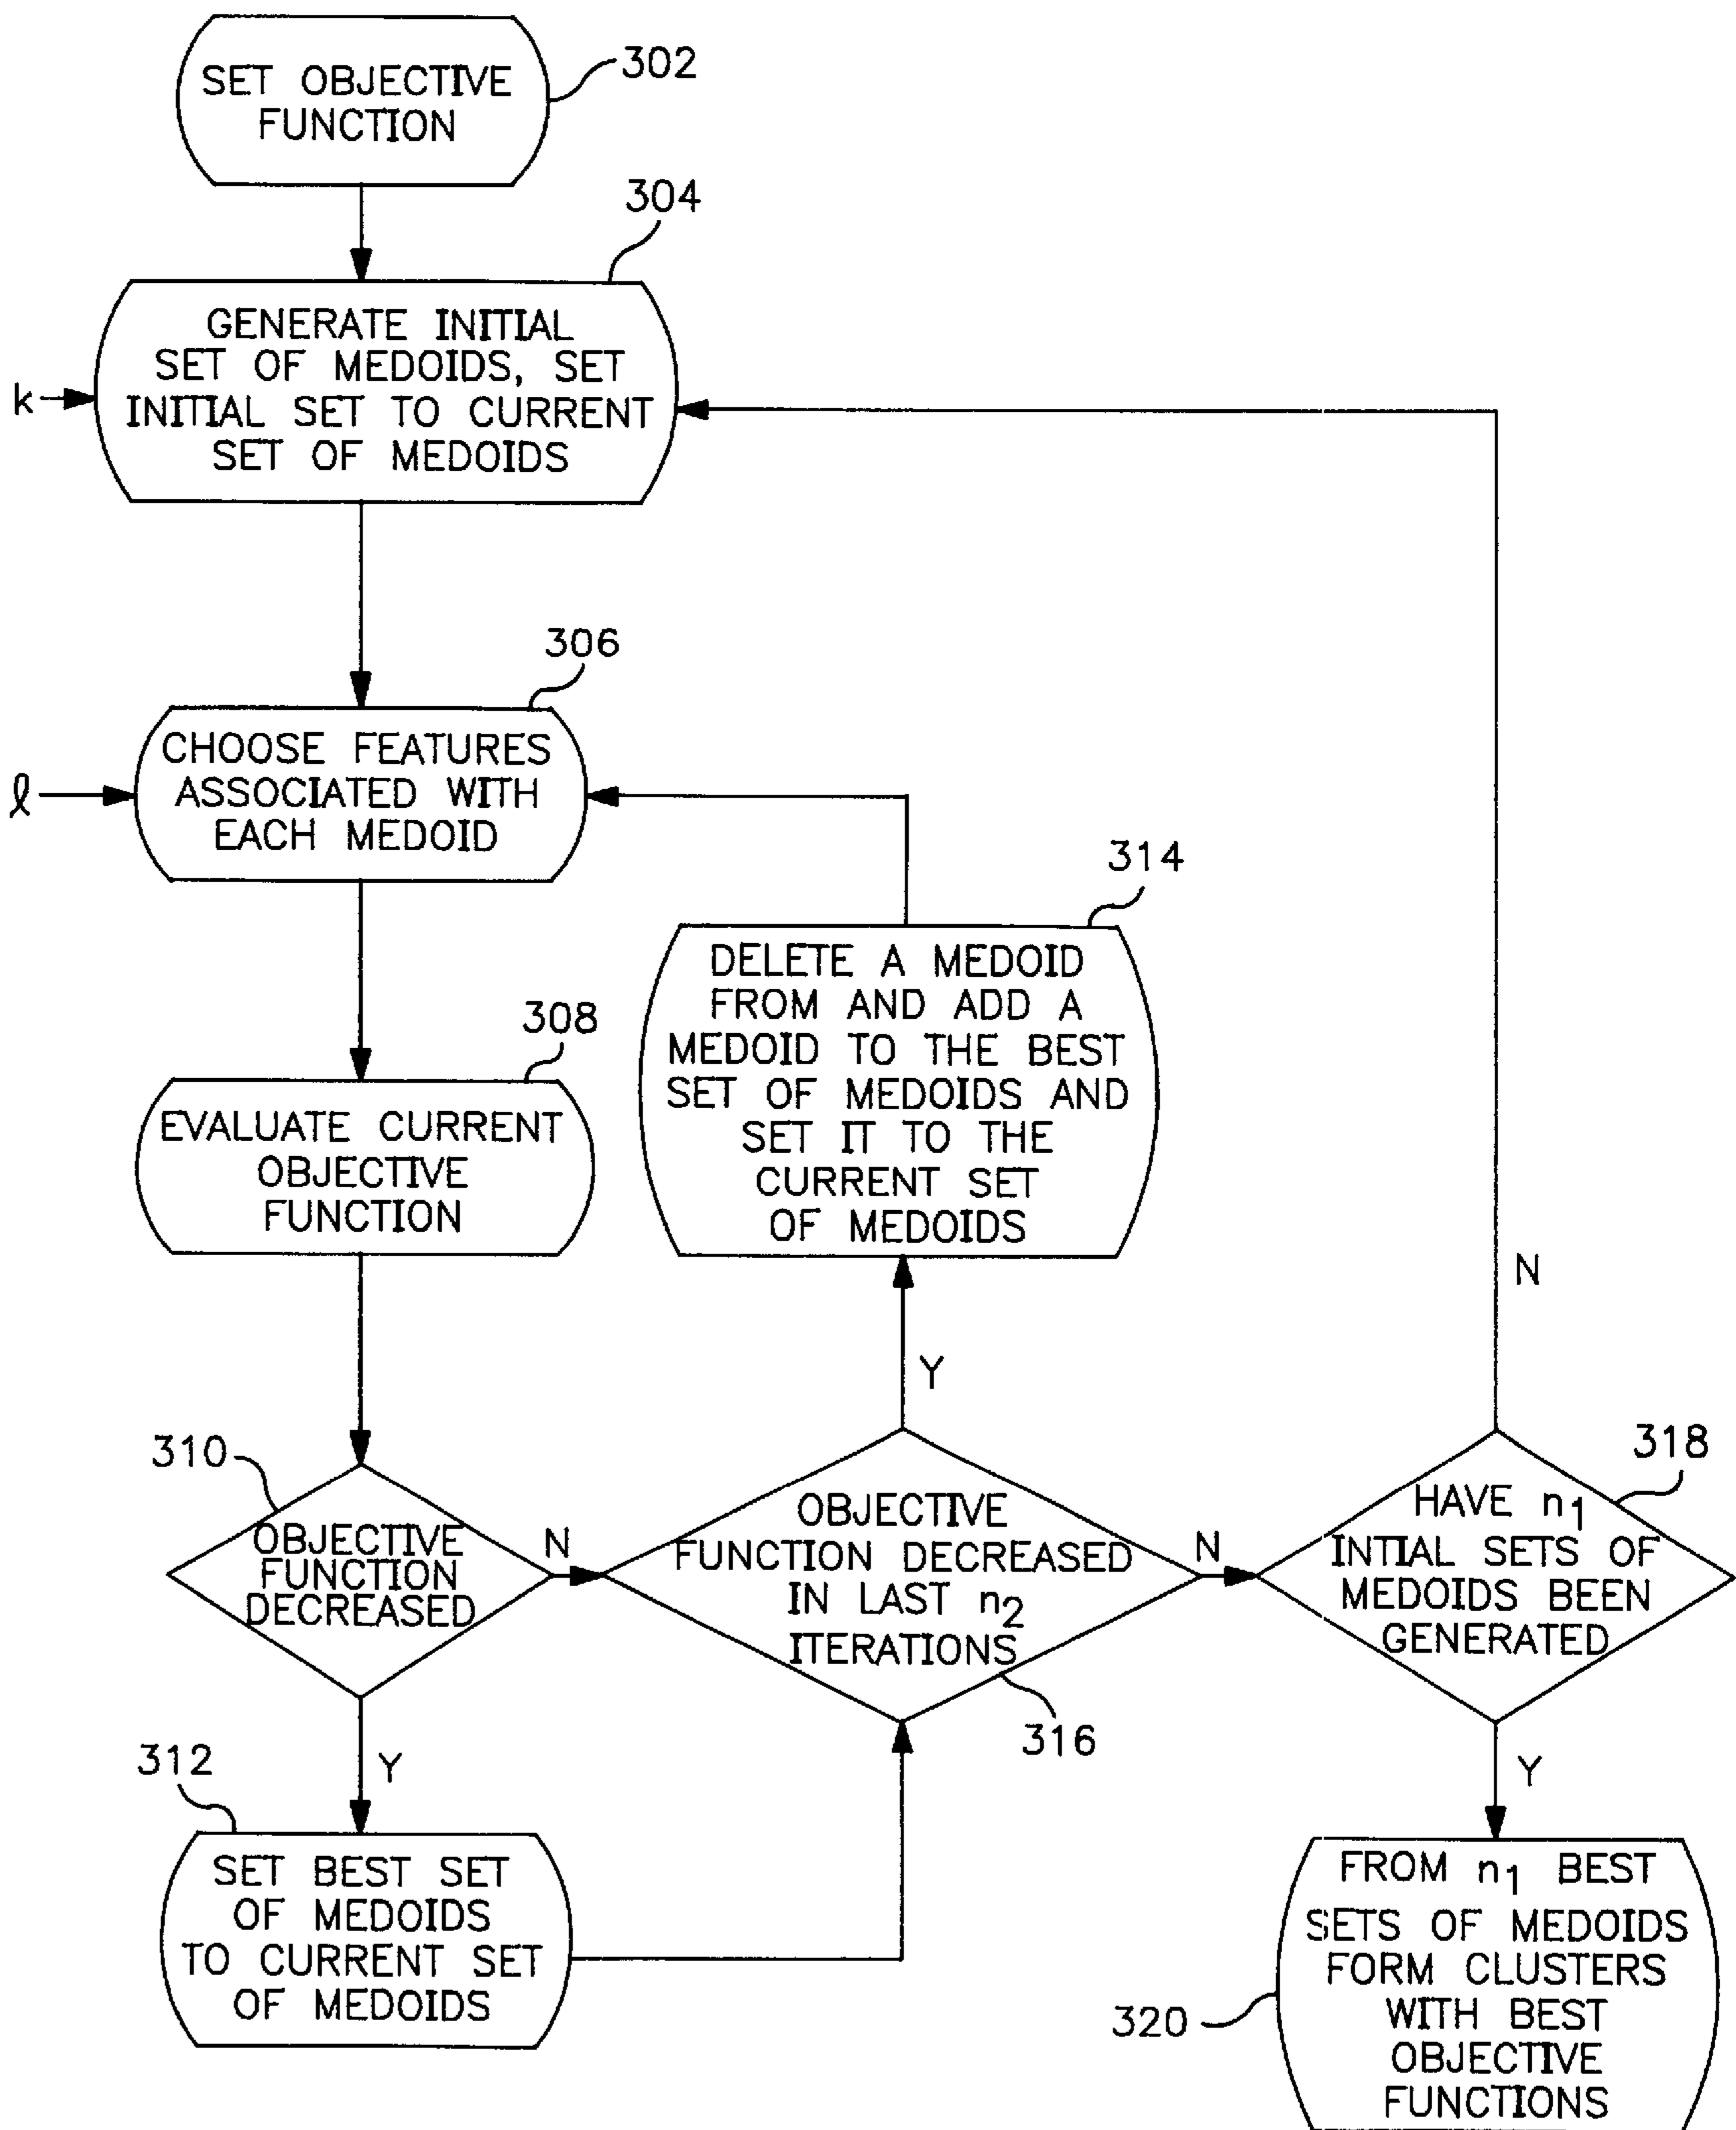 SET OBJECTIVE
FUNCTION
302
304
GENERATE INITIAL
SET OF MEDOIDS, SET
INITIAL SET TO CURRENT
SET OF MEDOIDS
k
306
CHOOSE FEATURES
ASSOCIATED WITH
EACH MEDOID
ℓ
314
DELETE A MEDOID
FROM AND ADD A
MEDOID TO THE BEST
SET OF MEDOIDS AND
SET IT TO THE
CURRENT SET
OF MEDOIDS
308
EVALUATE CURRENT
OBJECTIVE
FUNCTION
N
Y
310
OBJECTIVE
FUNCTION
DECREASED
N
OBJECTIVE
FUNCTION DECREASED
IN LAST n2
ITERATIONS
316
N
318
HAVE n1
INTIAL SETS OF
MEDOIDS BEEN
GENERATED
Y
Y
312
SET BEST SET
OF MEDOIDS
TO CURRENT SET
OF MEDOIDS
FROM n1 BEST
SETS OF MEDOIDS
FORM CLUSTERS
WITH BEST
OBJECTIVE
FUNCTIONS
320